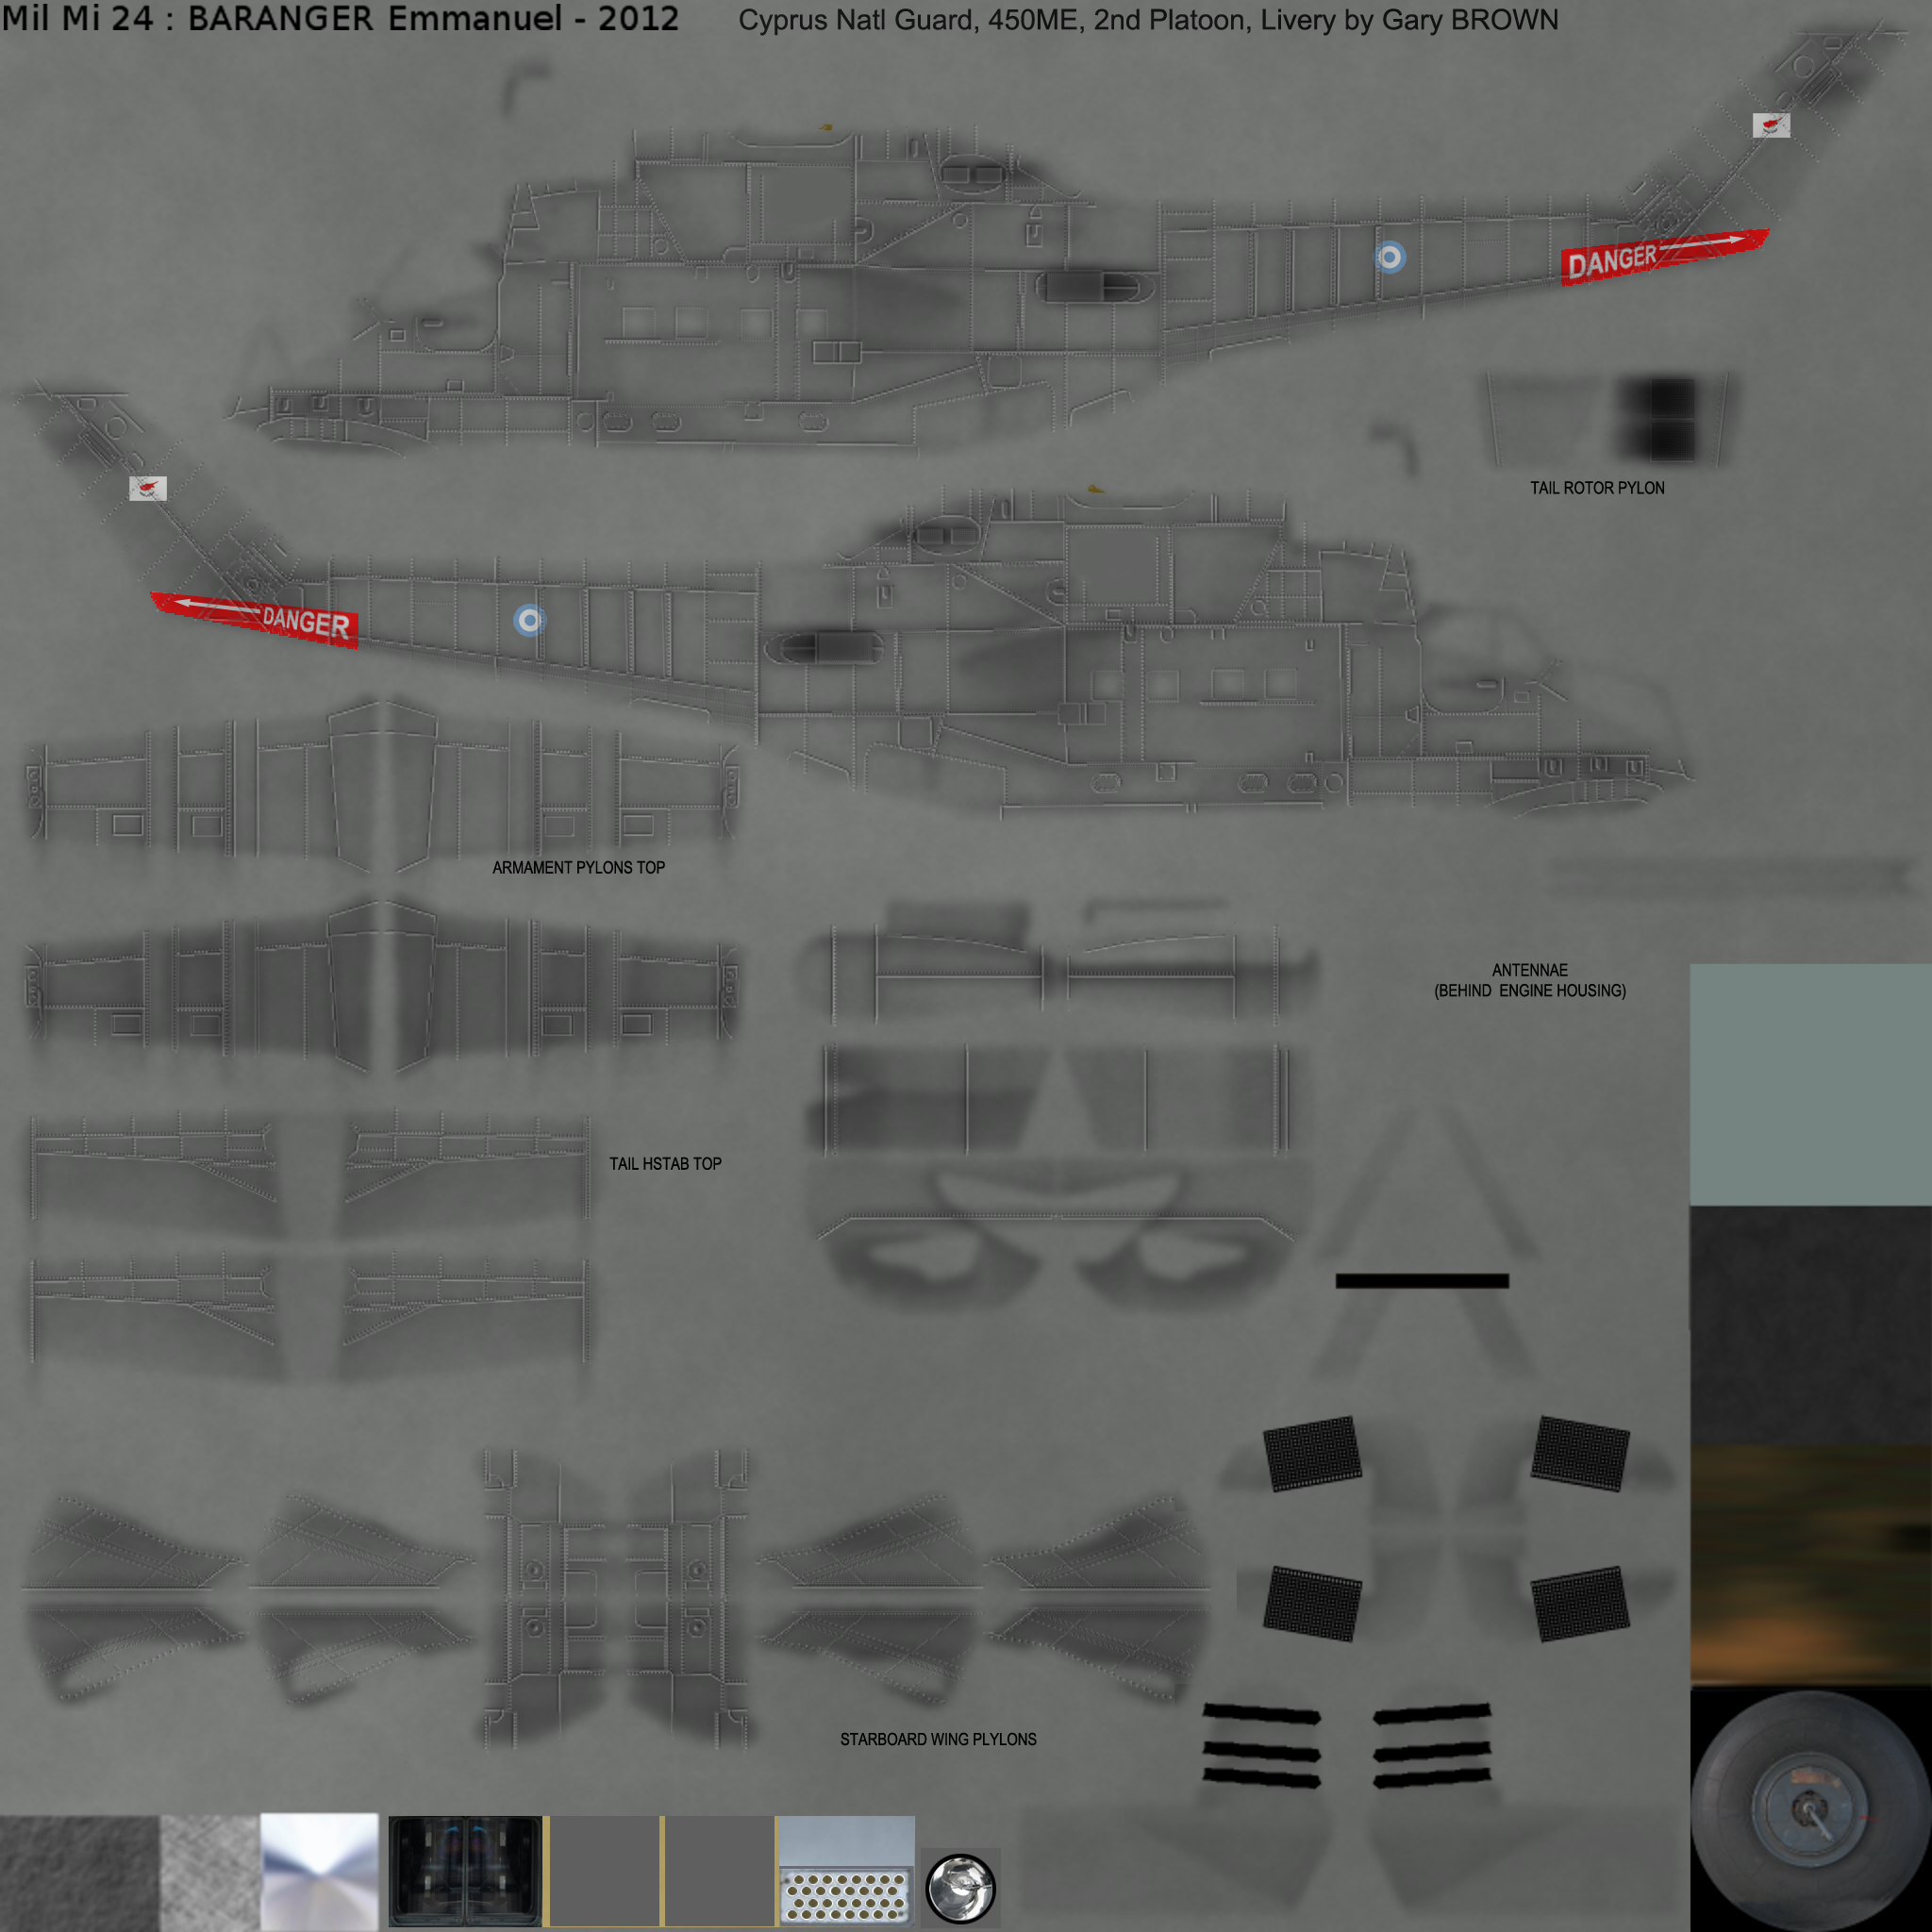 Mil Mi 24 : BARANGER Emmanuel - 2012
Cyprus Natl Guard, 450ME, 2nd Platoon, Livery by Gary BROWN
DANGER
TAIL ROTOR PYLON
DANGER
ARMAMENT PYLONS TOP
ANTENNAE
(BEHIND ENGINE HOUSING)
TAIL HSTAB TOP
STARBOARD WING PLYLONS